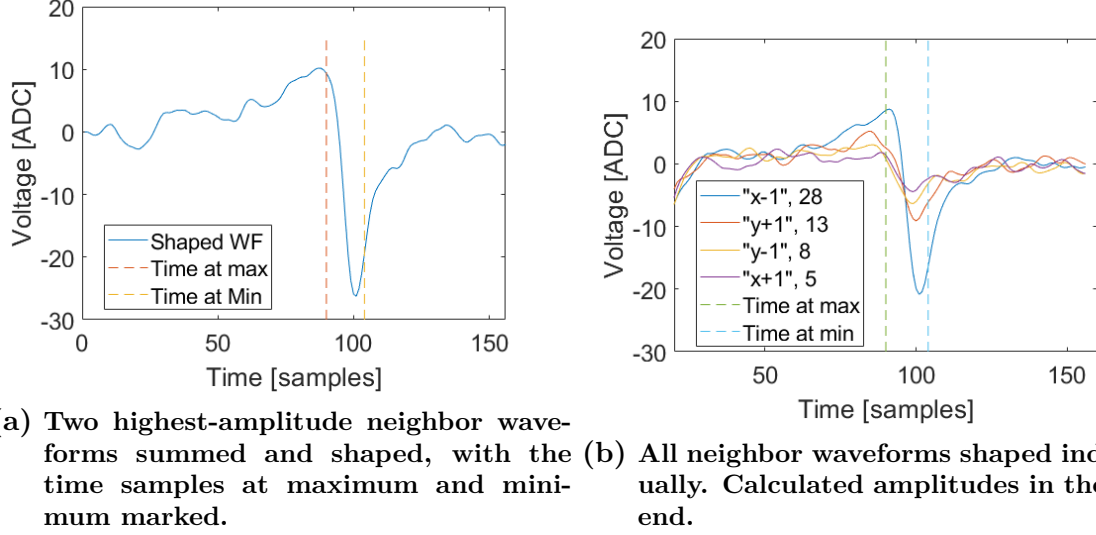 20
10
0
-10
-20
-30
Voltage [ADC]
Shaped WF
Time at max
Time at Min
0
50
100
150
Time [samples]
(a) Two highest-amplitude neighbor wave-
forms summed and shaped, with the
time samples at maximum and mini-
mum marked.
20
10
0
-10
-20
-30
Voltage [ADC]
"x-1", 28
"y+1", 13
"y-1", 8
"x+1", 5
Time at max
Time at min
50
100
150
Time [samples]
(b) All neighbor waveforms shaped ind
ually. Calculated amplitudes in the
end.